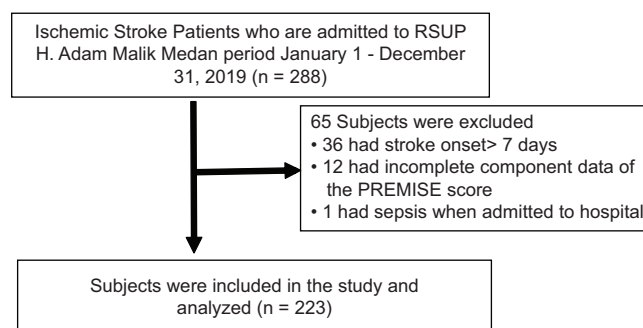 Ischemic Stroke Patients who are admitted to RSUP
H. Adam Malik Medan period January 1 - December
31, 2019 (n = 288)
65 Subjects were excluded
• 36 had stroke onset> 7 days
• 12 had incomplete component data of
the PREMISE score
• 1 had sepsis when admitted to hospital
Subjects were included in the study and
analyzed (n = 223)